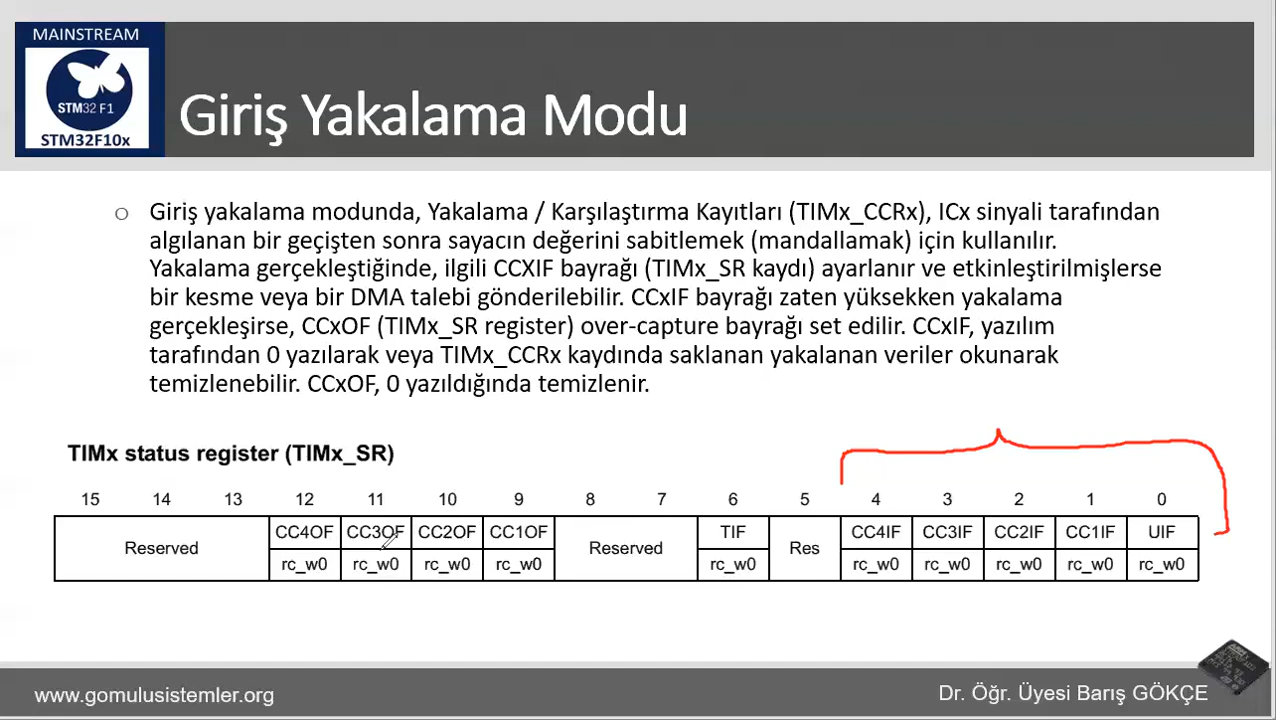 MAINSTREAM
STM32 F1
STM32F10x
Giriş Yakalama Modu
o Giriş yakalama modunda, Yakalama / Karşılaştırma Kayıtları (TIMx_CCRx), ICx sinyali tarafından
algılanan bir geçişten sonra sayacın değerini sabitlemek (mandallamak) için kullanılır.
Yakalama gerçekleştiğinde, ilgili CCXIF bayrağı (TIMx_SR kaydı) ayarlanır ve etkinleştirilmişlerse
bir kesme veya bir DMA talebi gönderilebilir. CCxIF bayrağı zaten yüksekken yakalama
gerçekleşirse, CCxOF (TIMx_SR register) over-capture bayrağı set edilir. CCxIF, yazılım
tarafından 0 yazılarak veya TIMx_CCRx kaydında saklanan yakalanan veriler okunarak
temizlenebilir. CCxOF, 0 yazıldığında temizlenir.
TIMx status register (TIMx_SR)
15 14 13 12 11 10 9 8 7 6 5 4 3 2 1 0
Reserved CC4OF CC3OF CC2OF CC1OF Reserved TIF Res CC4IF CC3IF CC2IF CC1IF UIF
rc_w0 rc_w0 rc_w0 rc_w0 rc_w0 rc_w0 rc_w0 rc_w0 rc_w0 rc_w0
www.gomulusistemler.org
Dr. Öğr. Üyesi Barış GÖKÇE